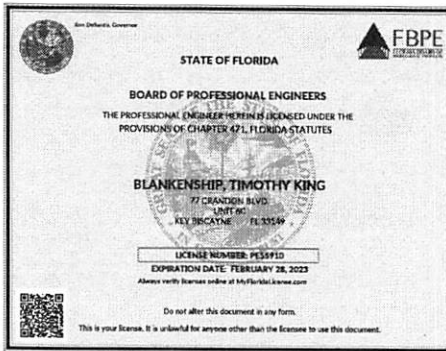 Ron DeSantis, Governor
FBPE
STATE OF FLORIDA
BOARD OF PROFESSIONAL ENGINEERS
THE PROFESSIONAL ENGINEER HEREIN IS LICENSED UNDER THE
PROVISIONS OF CHAPTER 471, FLORIDA STATUTES
BLANKENSHIP, TIMOTHY KING
77 CRANDON BLVD
UNIT 6C
KEY BISCAYNE FL 33149
LICENSE NUMBER: PE55910
EXPIRATION DATE: FEBRUARY 28, 2023
Always verify licenses online at MyFloridaLicense.com
Do not alter this document in any form.
This is your license. It is unlawful for anyone other than the licensee to use this document.